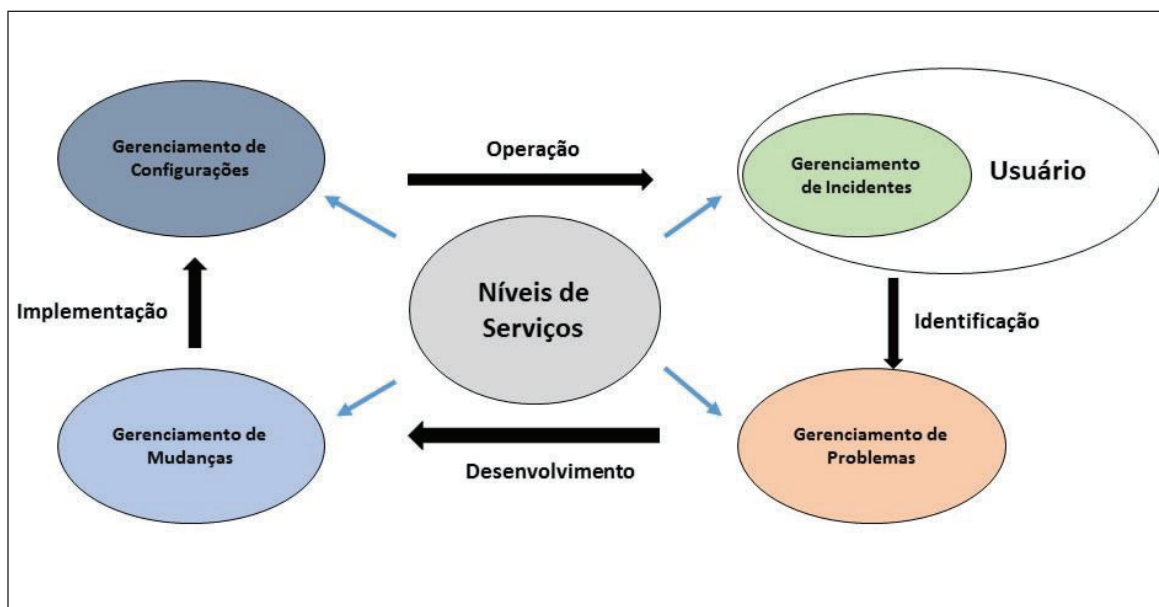 Gerenciamento de
Configurações
Operação
Gerenciamento
de Incidentes
Usuário
Implementação
Níveis de
Serviços
Identificação
Gerenciamento de
Mudanças
Desenvolvimento
Gerenciamento de
Problemas